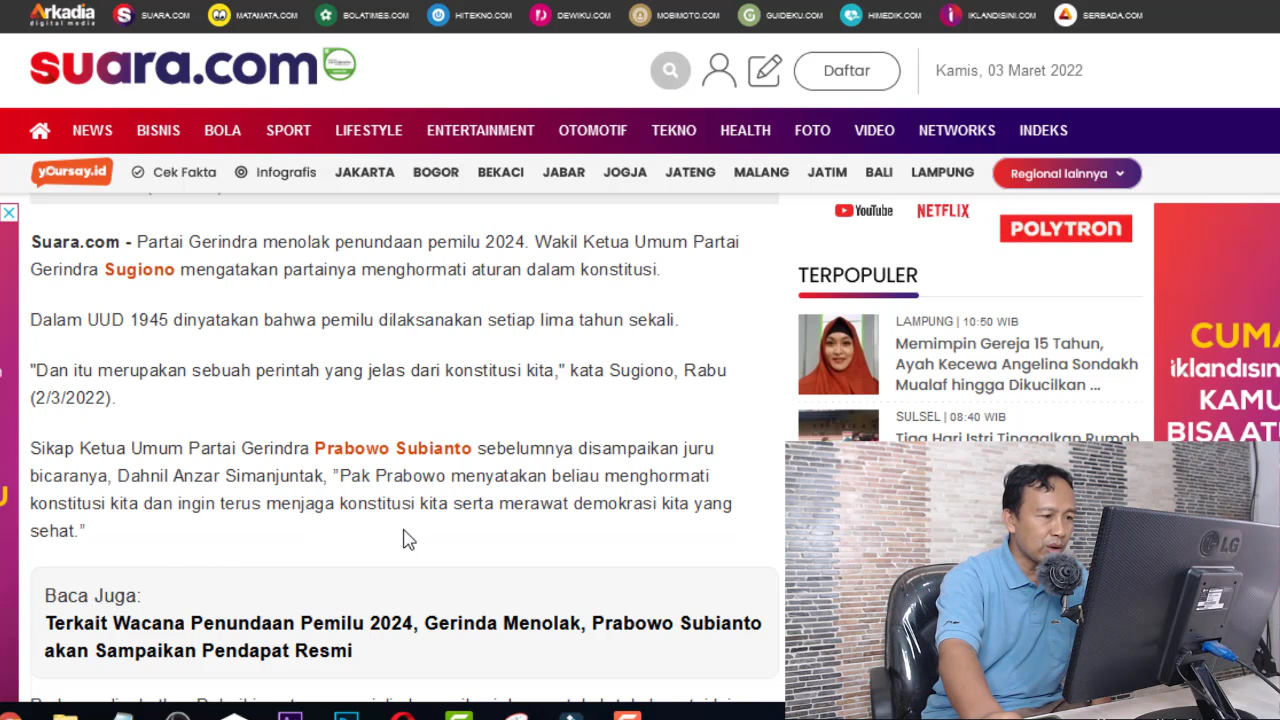 Arkadia
digital media
SUARA.COM
MATAMATA.COM
BOLATIMES.COM
HITEKNO.COM
DEWIKU.COM
MOBIMOTO.COM
GUIDEKU.COM
HIMEDIK.COM
IKLANDISINI.COM
SERBADA.COM
suara.com
Daftar
Kamis, 03 Maret 2022
NEWS BISNIS BOLA SPORT LIFESTYLE ENTERTAINMENT OTOMOTIF TEKNO HEALTH FOTO VIDEO NETWORKS INDEKS
yOursay.id Cek Fakta Infografis JAKARTA BOGOR BEKACI JABAR JOGJA JATENG MALANG JATIM BALI LAMPUNG Regional lainnya
Suara.com - Partai Gerindra menolak penundaan pemilu 2024. Wakil Ketua Umum Partai
Gerindra Sugiono mengatakan partainya menghormati aturan dalam konstitusi.
Dalam UUD 1945 dinyatakan bahwa pemilu dilaksanakan setiap lima tahun sekali.
"Dan itu merupakan sebuah perintah yang jelas dari konstitusi kita," kata Sugiono, Rabu
(2/3/2022).
Sikap Ketua Umum Partai Gerindra Prabowo Subianto sebelumnya disampaikan juru
bicaranya, Dahnil Anzar Simanjuntak, "Pak Prabowo menyatakan beliau menghormati
konstitusi kita dan ingin terus menjaga konstitusi kita serta merawat demokrasi kita yang
sehat."
Baca Juga:
Terkait Wacana Penundaan Pemilu 2024, Gerinda Menolak, Prabowo Subianto
akan Sampaikan Pendapat Resmi
YouTube NETFLIX
POLYTRON
TERPOPULER
LAMPUNG | 10:50 WIB
Memimpin Gereja 15 Tahun,
Ayah Kecewa Angelina Sondakh
Mualaf hingga Dikucilkan ...
SULSEL | 08:40 WIB
Tiga Hari Istri Tinggalkan Rumah
CUMA
iklandisin
KAMU
BISA AT
LG